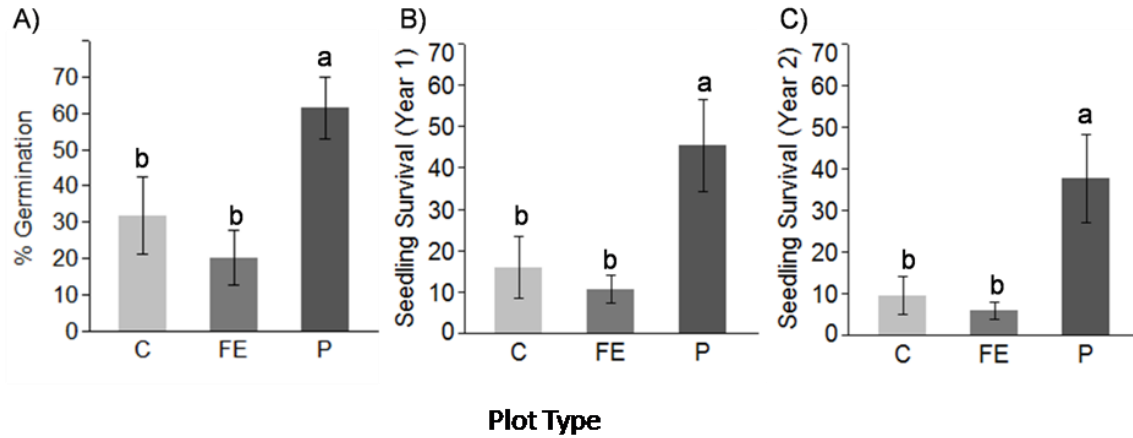 A)
% Germination
70
60
50
40
30
20
10
0
b
b
a
C FE P
B)
Seedling Survival (Year 1)
70
60
50
40
30
20
10
0
b
b
a
C FE P
C)
Seedling Survival (Year 2)
70
60
50
40
30
20
10
0
b
b
a
C FE P
Plot Type